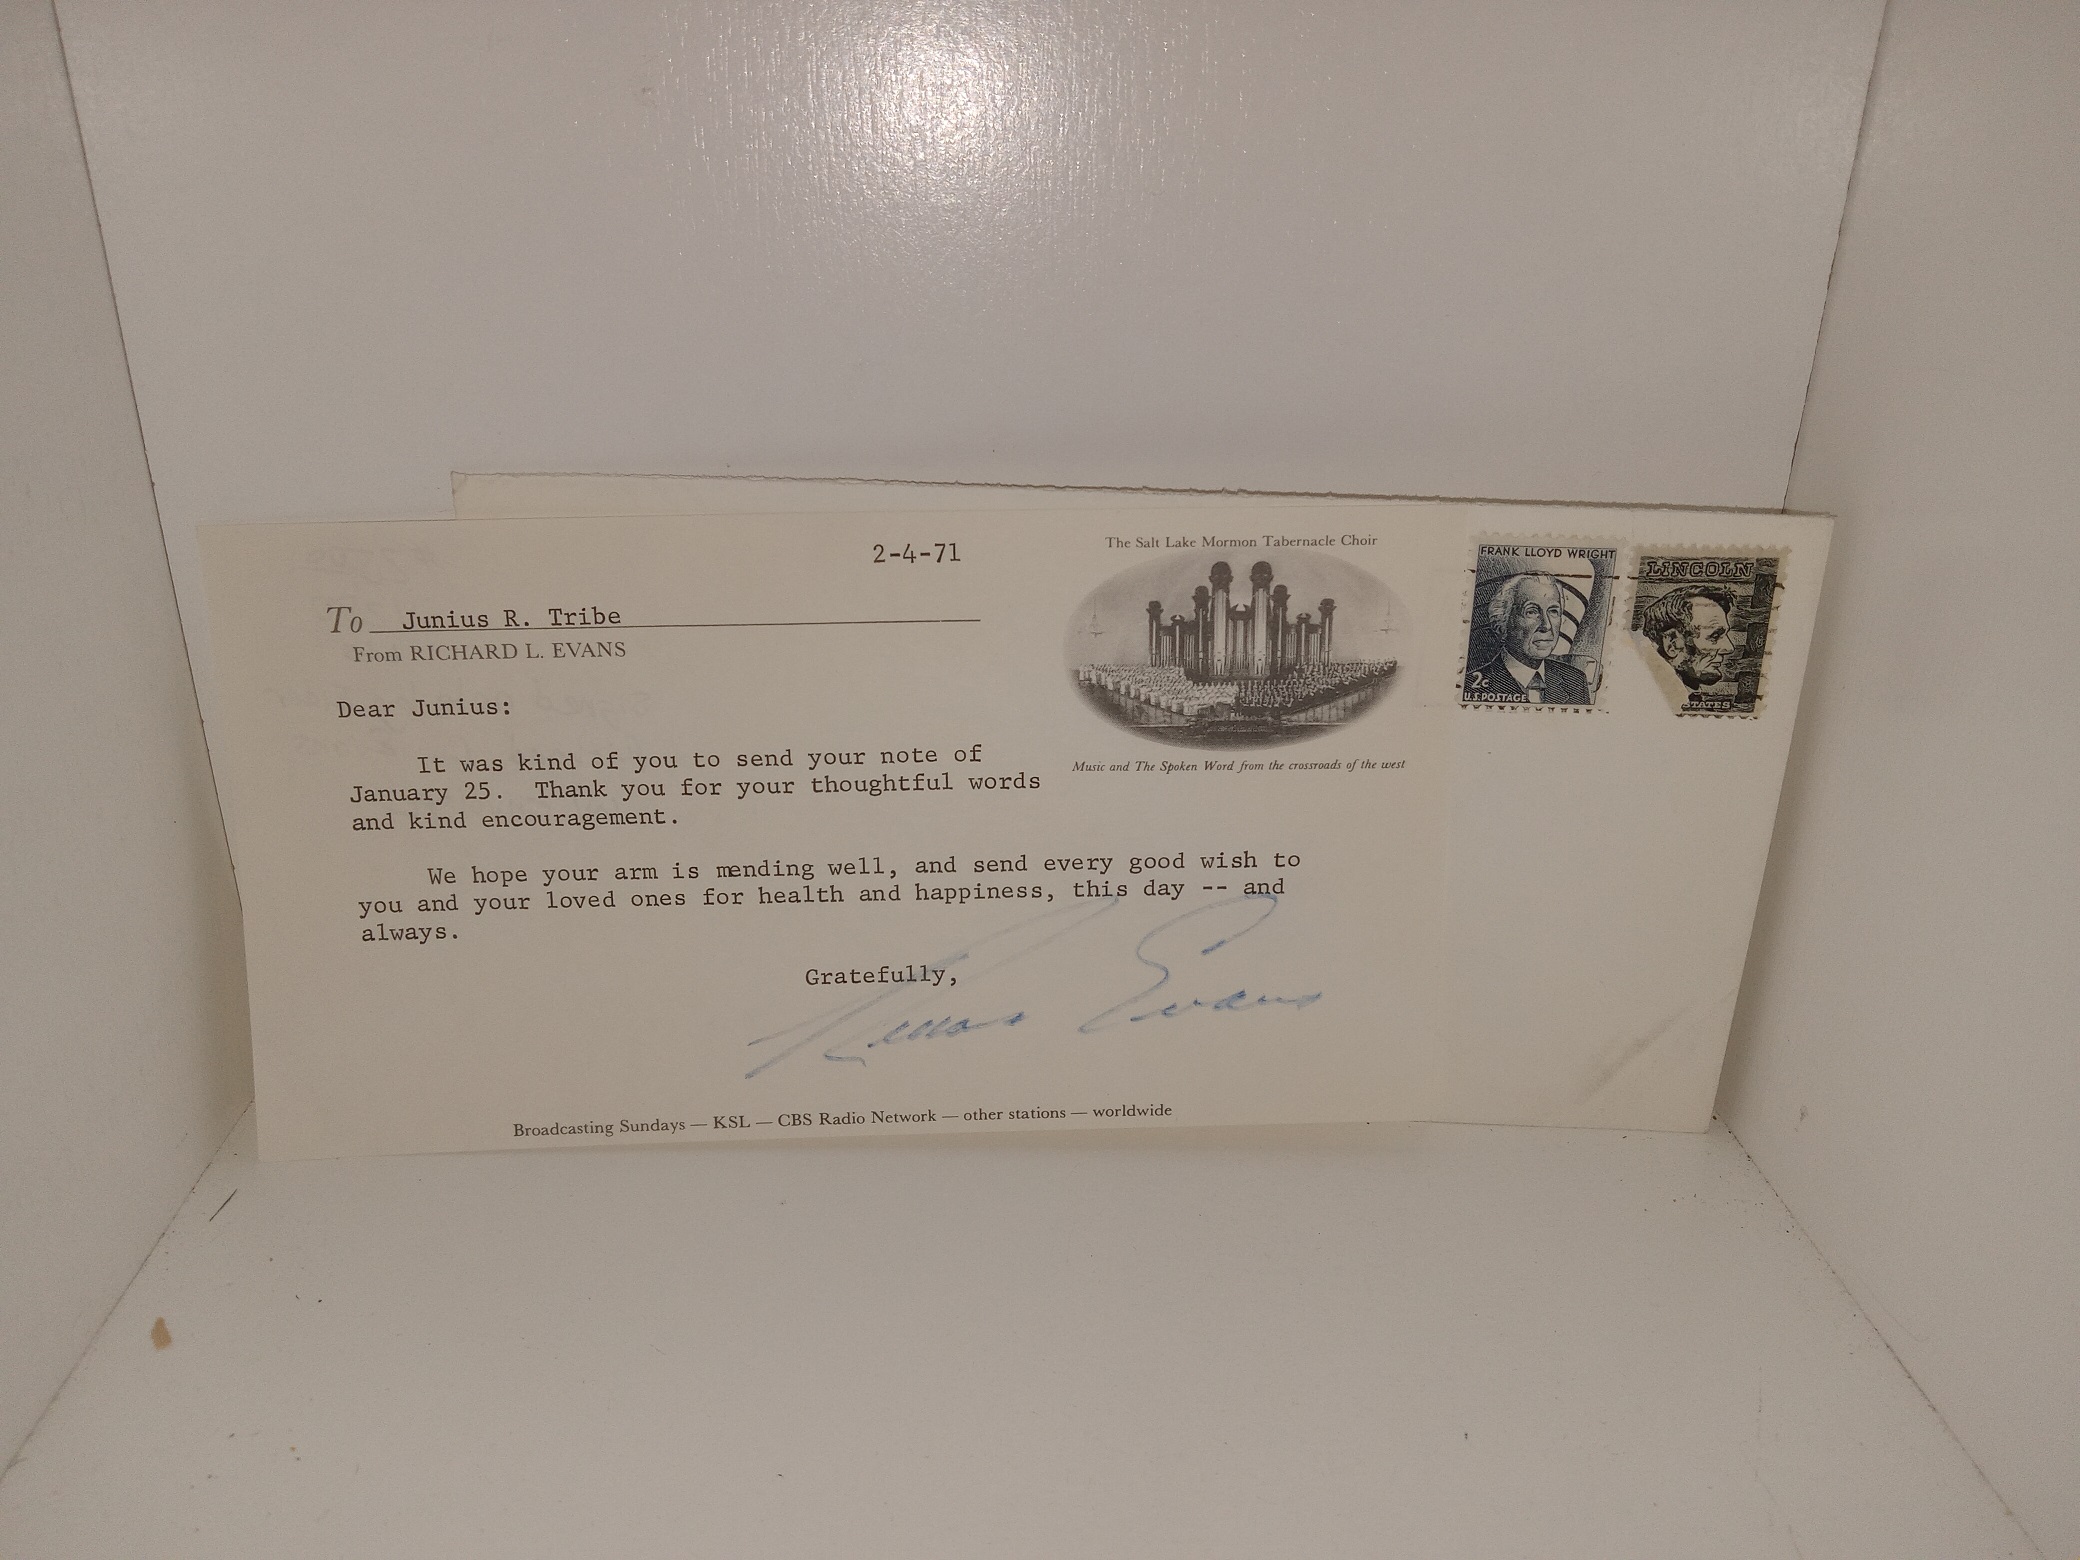 2-4-71
To Junius R. Tribe
From RICHARD L. EVANS
Dear Junius:
It was kind of you to send your note of
January 25. Thank you for your thoughtful words
and kind encouragement.
We hope your arm is mending well, and send every good wish to
you and your loved ones for health and happiness, this day -- and
always.
Gratefully,
Richard Evans
Broadcasting Sundays — KSL — CBS Radio Network — other stations — worldwide
The Salt Lake Mormon Tabernacle Choir
Music and The Spoken Word from the crossroads of the west
FRANK LLOYD WRIGHT
2c
U.S. POSTAGE
LINCOLN
STATES